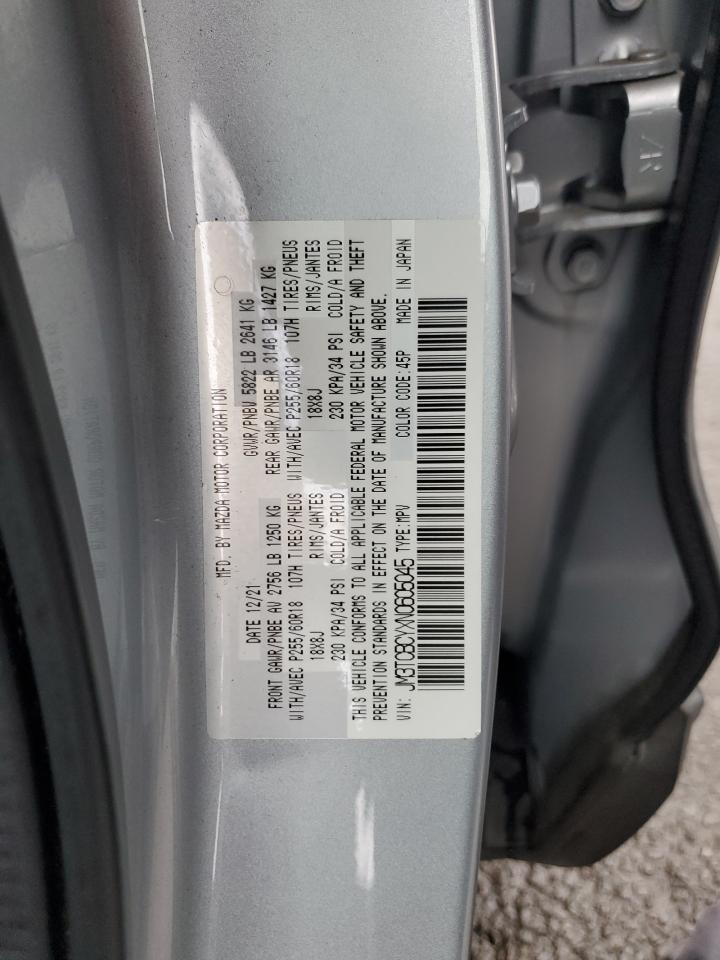 MFD. BY MAZDA MOTOR CORPORATION
DATE 12/21 GVWR/PNBV 5822 LB 2641 KG
FRONT GAWR/PNBE AV 2756 LB 1250 KG REAR GAWR/PNBE AR 3146 LB 1427 KG
WITH/AVEC P255/60R18 107H TIRES/PNEUS WITH/AVEC P255/60R18 107H TIRES/PNEUS
18X8J RIMS/JANTES 18X8J RIMS/JANTES
230 KPA/34 PSI COLD/A FROID 230 KPA/34 PSI COLD/A FROID
THIS VEHICLE CONFORMS TO ALL APPLICABLE FEDERAL MOTOR VEHICLE SAFETY AND THEFT
PREVENTION STANDARDS IN EFFECT ON THE DATE OF MANUFACTURE SHOWN ABOVE.
VIN: JM3TCBCYXN0605045 TYPE:MPV COLOR CODE:45P MADE IN JAPAN